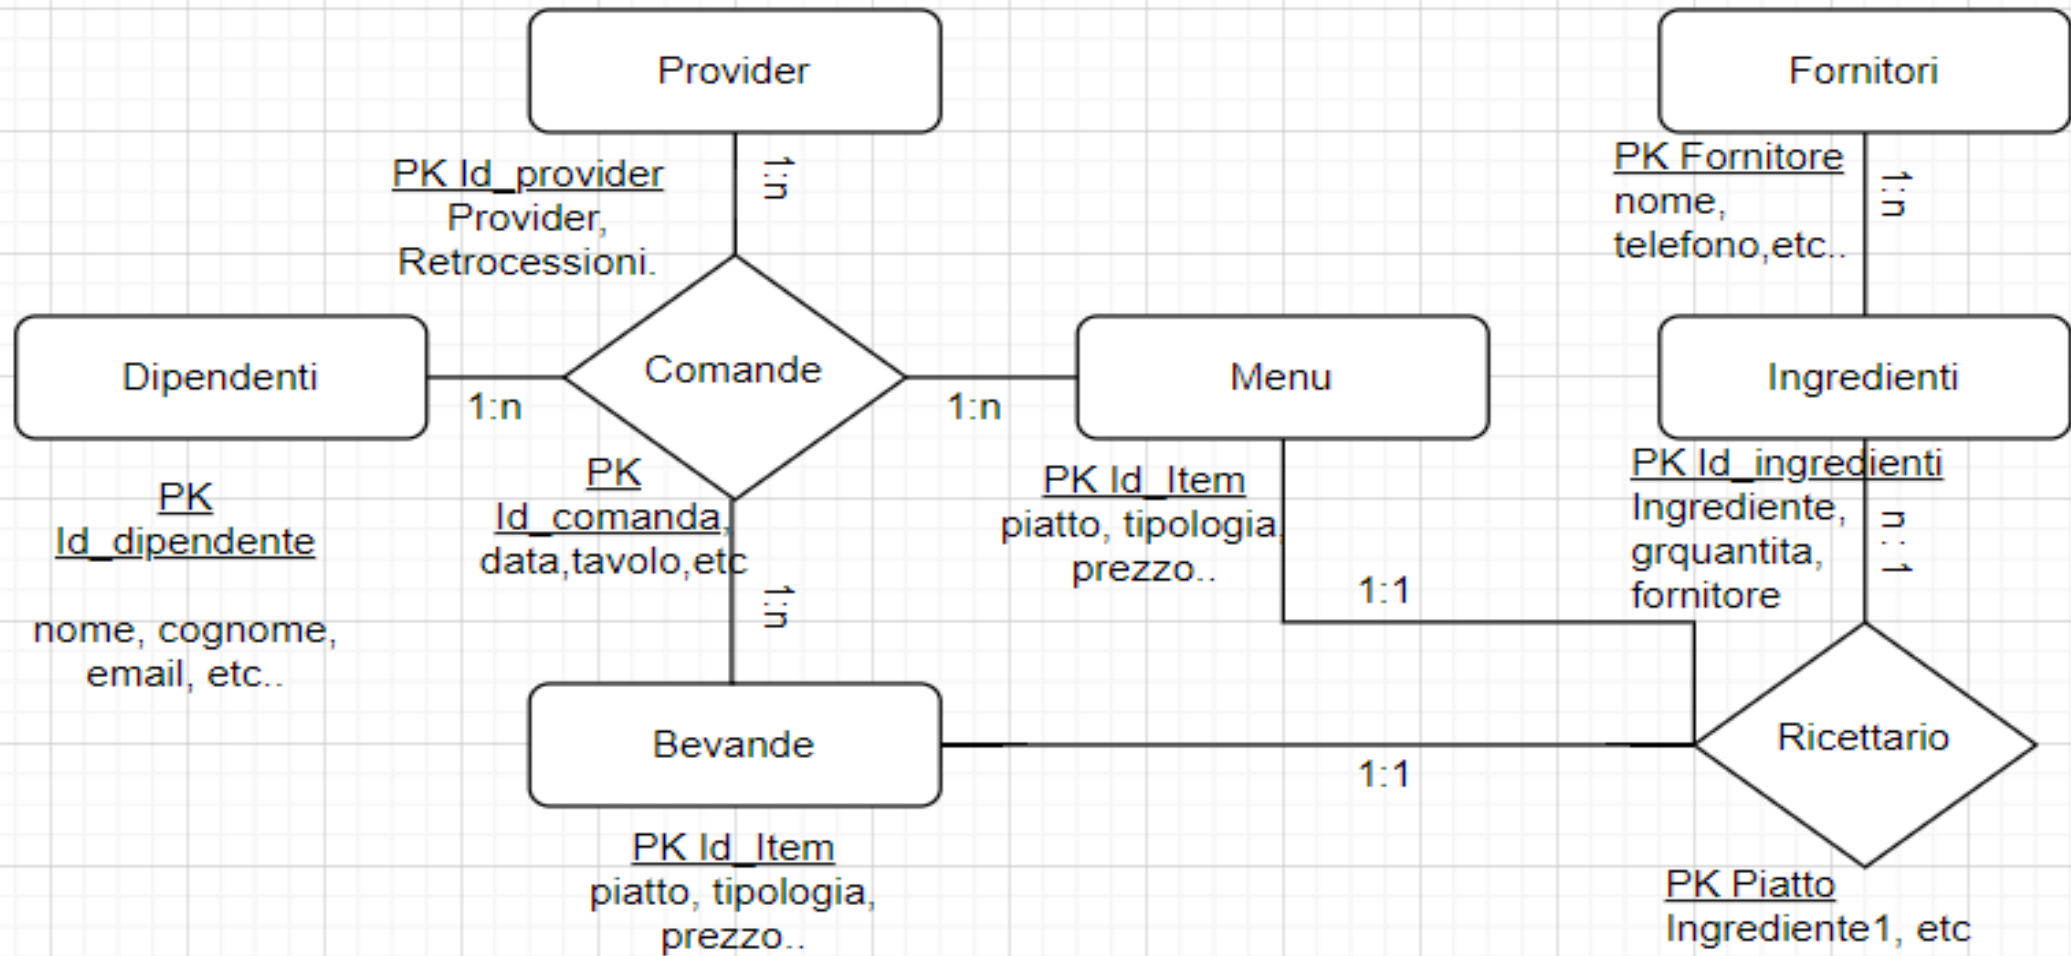 Provider
Fornitori
PK Id_provider
Provider,
Retrocessioni.
1:n
PK Fornitore
nome,
telefono,etc..
1:n
Dipendenti
1:n
Comande
1:n
Menu
Ingredienti
PK
Id_dipendente
nome, cognome,
email, etc..
PK
Id_comanda,
data,tavolo,etc
1:n
PK Id_Item
piatto, tipologia,
prezzo..
1:1
PK Id_ingredienti
Ingrediente,
grquantita,
fornitore
n:1
Bevande
1:1
Ricettario
PK Id_Item
piatto, tipologia,
prezzo..
PK Piatto
Ingrediente1, etc